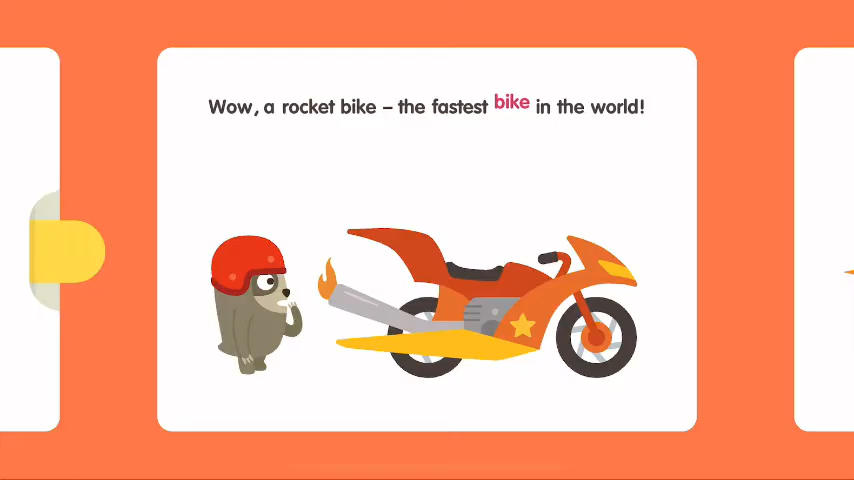 Wow, a rocket bike – the fastest bike in the world!